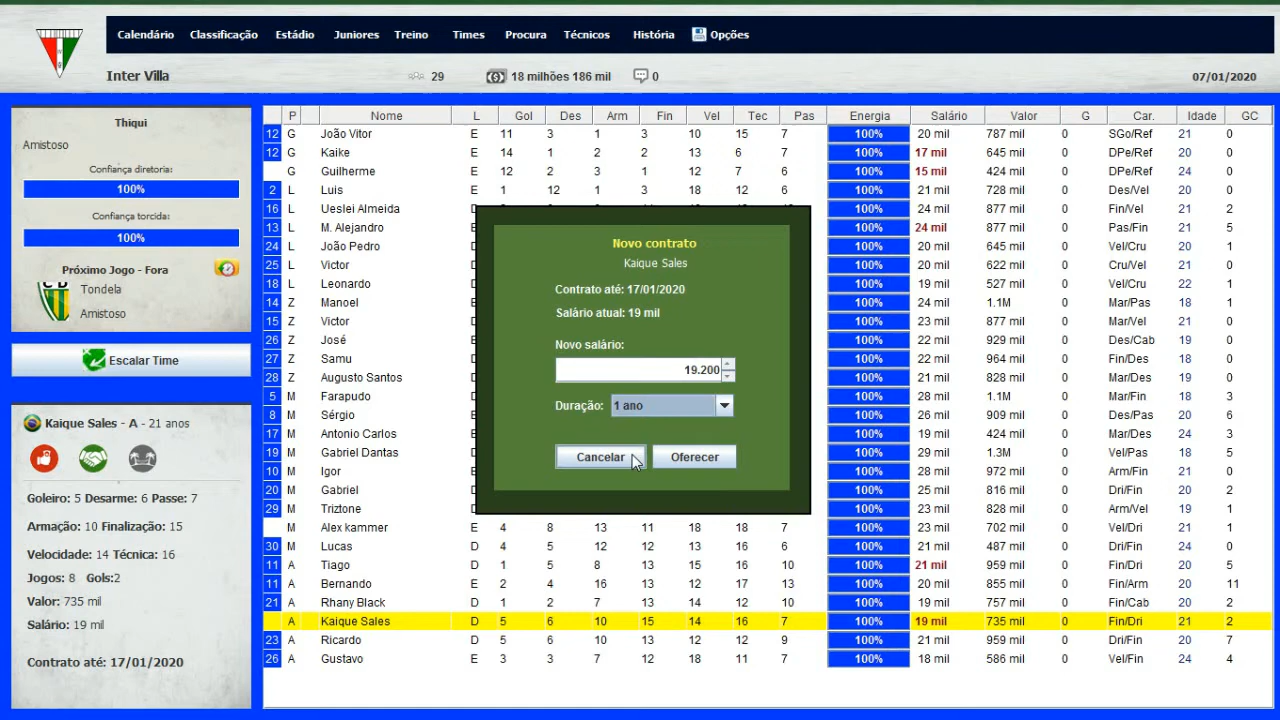 Calendário Classificação Estádio Juniores Treino Times Procura Técnicos História Opções
Inter Villa 29 18 milhões 186 mil 0 07/01/2020
Thiqui
Amistoso
Confiança diretoria:
100%
Confiança torcida:
100%
Próximo Jogo - Fora
Tondela
Amistoso
Escalar Time
Kaique Sales - A - 21 anos
Goleiro: 5 Desarme: 6 Passe: 7
Armação: 10 Finalização: 15
Velocidade: 14 Técnica: 16
Jogos: 8 Gols:2
Valor: 735 mil
Salário: 19 mil
Contrato até: 17/01/2020
P Nome L Gol Des Arm Fin Vel Tec Pas Energia Salário Valor G Car. Idade GC
12 G João Vitor E 11 3 1 3 10 15 7 100% 20 mil 787 mil 0 SGo/Ref 21 0
12 G Kaike E 14 1 2 2 13 6 7 100% 17 mil 645 mil 0 DPe/Ref 20 0
G Guilherme E 12 2 3 1 12 7 6 100% 15 mil 424 mil 0 DPe/Ref 24 0
2 L Luis E 1 12 1 3 18 12 6 100% 21 mil 728 mil 0 Des/Vel 20 0
16 L Ueslei Almeida 100% 24 mil 877 mil 0 Fin/Vel 21 2
13 L M. Alejandro 100% 24 mil 877 mil 0 Pas/Fin 21 5
24 L João Pedro 100% 20 mil 645 mil 0 Vel/Cru 20 1
25 L Victor 100% 20 mil 622 mil 0 Cru/Vel 21 0
18 L Leonardo 100% 19 mil 527 mil 0 Vel/Cru 22 1
14 Z Manoel 100% 24 mil 1.1M 0 Mar/Pas 18 1
15 Z Victor 100% 23 mil 877 mil 0 Mar/Vel 21 1
26 Z José 100% 22 mil 929 mil 0 Des/Cab 19 0
27 Z Samu 100% 22 mil 964 mil 0 Fin/Des 18 0
28 Z Augusto Santos 100% 21 mil 828 mil 0 Mar/Des 19 0
5 M Farapudo 100% 28 mil 1.1M 0 Mar/Fin 18 3
8 M Sérgio 100% 26 mil 909 mil 0 Des/Pas 20 6
17 M Antonio Carlos 100% 19 mil 424 mil 0 Mar/Des 24 3
19 M Gabriel Dantas 100% 29 mil 1.3M 0 Vel/Pas 18 5
10 M Igor 100% 28 mil 972 mil 0 Arm/Fin 21 0
20 M Gabriel 100% 25 mil 816 mil 0 Dri/Fin 20 2
29 M Triztone 100% 23 mil 828 mil 0 Arm/Vel 19 1
M Alex kammer E 4 8 13 11 18 18 7 100% 23 mil 702 mil 0 Vel/Dri 21 1
30 M Lucas D 4 5 12 12 13 16 6 100% 21 mil 487 mil 0 Dri/Fin 24 0
11 A Tiago D 1 5 8 13 15 16 10 100% 21 mil 959 mil 0 Fin/Dri 20 5
11 A Bernando E 2 4 16 13 12 17 13 100% 20 mil 855 mil 0 Fin/Arm 20 11
21 A Rhany Black D 1 2 7 13 14 12 10 100% 19 mil 757 mil 0 Fin/Cab 20 2
A Kaique Sales D 5 6 10 15 14 16 7 100% 19 mil 735 mil 0 Fin/Dri 21 2
23 A Ricardo D 5 6 10 13 12 12 9 100% 21 mil 959 mil 0 Dri/Fin 20 7
26 A Gustavo E 3 3 7 12 18 11 7 100% 18 mil 586 mil 0 Vel/Fin 24 4
Novo contrato
Kaique Sales
Contrato até: 17/01/2020
Salário atual: 19 mil
Novo salário:
19.200
Duração: 1 ano
Cancelar Oferecer